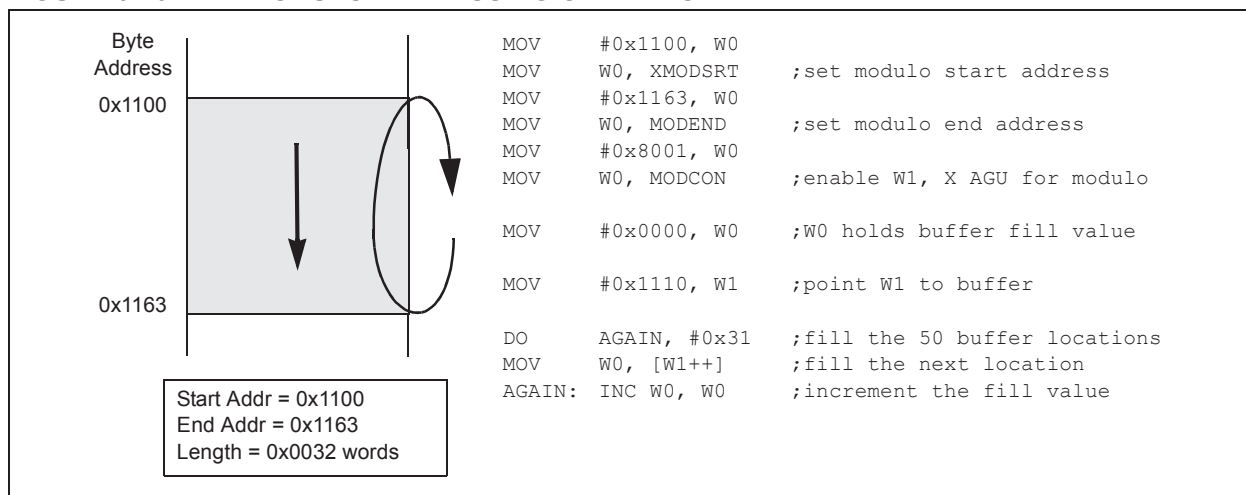 Byte
Address
0x1100
0x1163
Start Addr = 0x1100
End Addr = 0x1163
Length = 0x0032 words
MOV #0x1100, W0
MOV W0, XMODSRT ;set modulo start address
MOV #0x1163, W0
MOV W0, MODEND ;set modulo end address
MOV #0x8001, W0
MOV W0, MODCON ;enable W1, X AGU for modulo
MOV #0x0000, W0 ;W0 holds buffer fill value
MOV #0x1110, W1 ;point W1 to buffer
DO AGAIN, #0x31 ;fill the 50 buffer locations
MOV W0, [W1++] ;fill the next location
AGAIN: INC W0, W0 ;increment the fill value